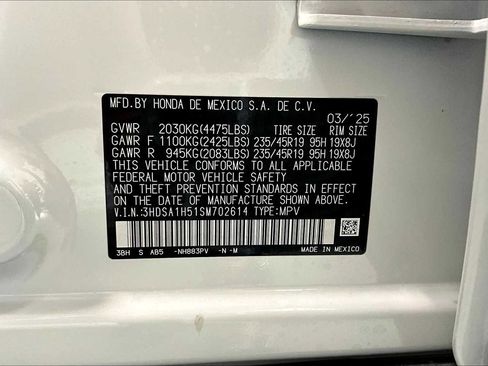 MFD.BY HONDA DE MEXICO S.A. DE C.V.
03/'25
GVWR 2030KG(4475LBS) TIRE SIZE RIM SIZE
GAWR F 1100KG(2425LBS) 235/45R19 95H 19X8J
GAWR R 945KG(2083LBS) 235/45R19 95H 19X8J
THIS VEHICLE CONFORMS TO ALL APPLICABLE
FEDERAL MOTOR VEHICLE SAFETY
AND THEFT PREVENTION STANDARDS IN EFFECT
ON THE DATE OF MANUFACTURE SHOWN ABOVE.
V.I.N.:3HDSA1H51SM702614 TYPE:MPV
3BH S AB5 -NH883PV -N -M MADE IN MEXICO